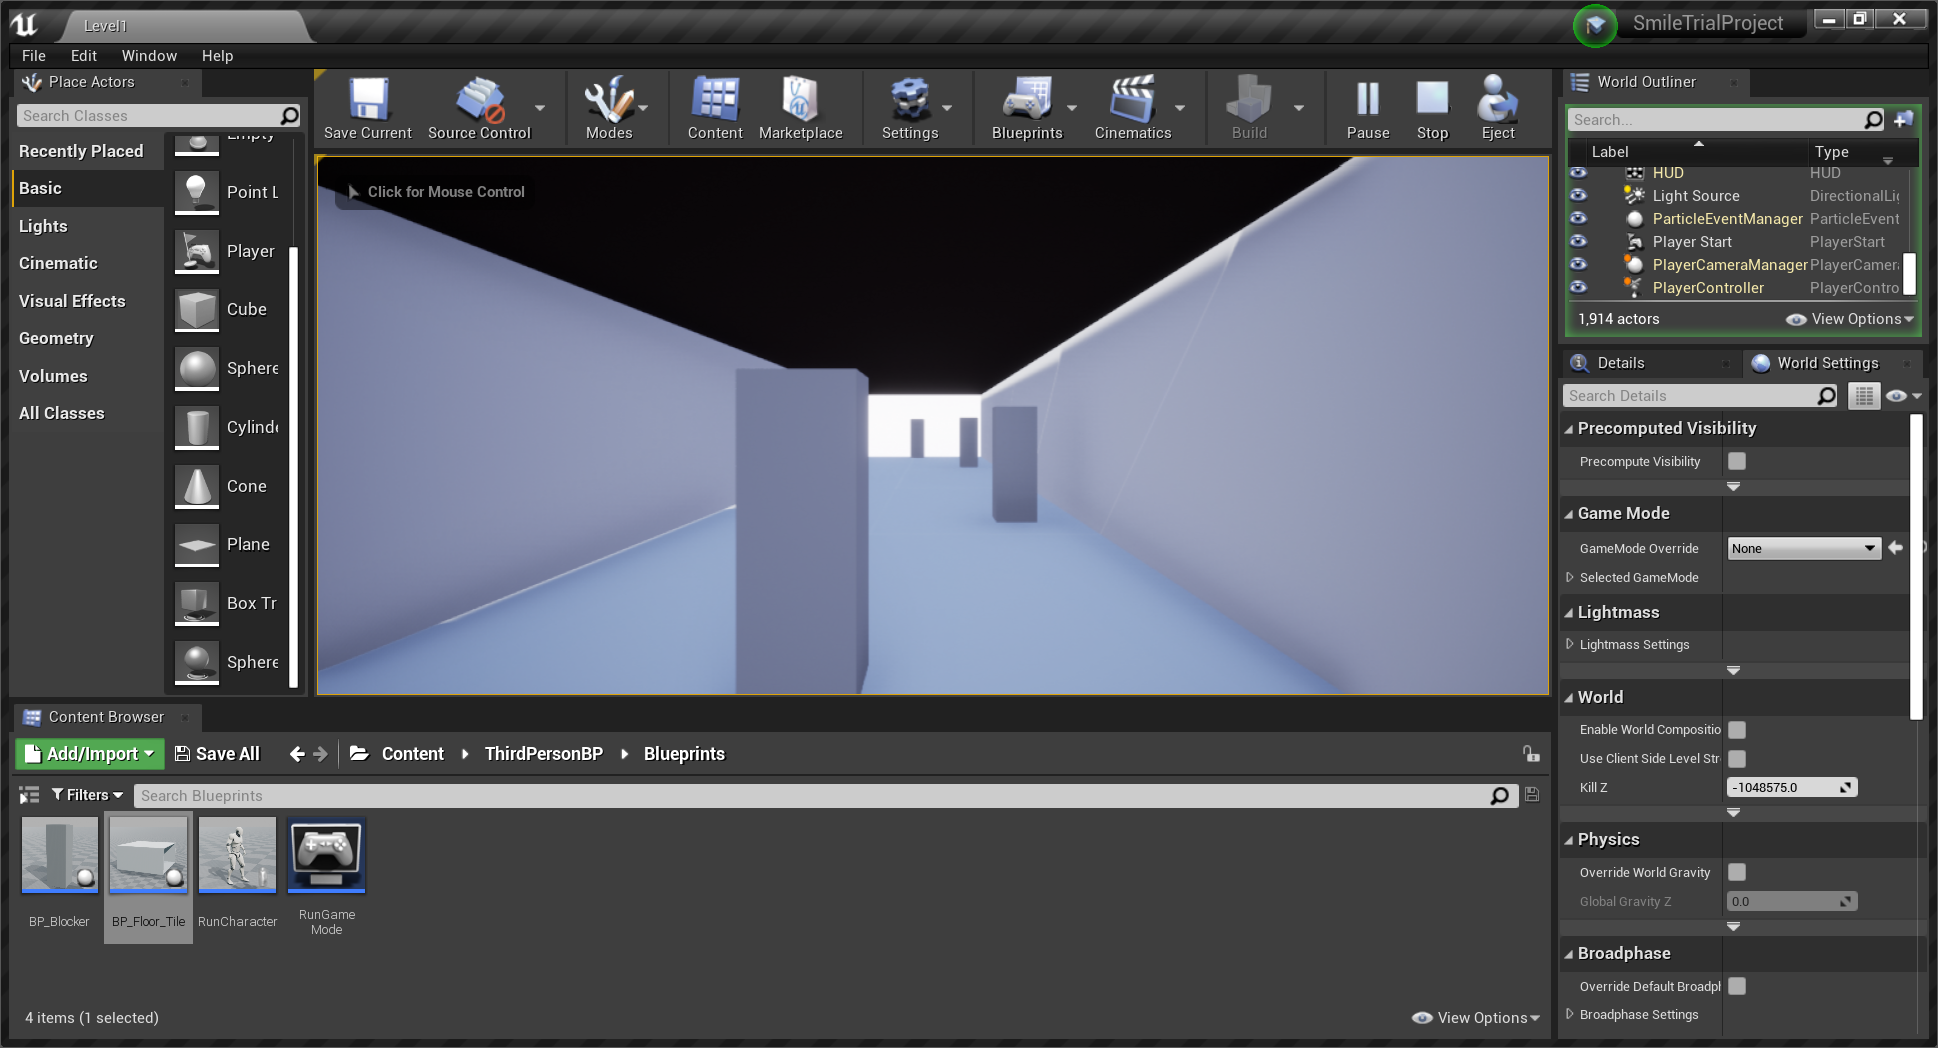 Level1
SmileTrialProject
File Edit Window Help
Place Actors
Search Classes
Recently Placed
Basic
Lights
Cinematic
Visual Effects
Geometry
Volumes
All Classes
Empty
Point L
Player
Cube
Sphere
Cylinde
Cone
Plane
Box Tr
Sphere
Save Current
Source Control
Modes
Content
Marketplace
Settings
Blueprints
Cinematics
Build
Pause
Stop
Eject
Click for Mouse Control
World Outliner
Search...
Label Type
HUD HUD
Light Source DirectionalLig
ParticleEventManager ParticleEvent
Player Start PlayerStart
PlayerCameraManager PlayerCamera
PlayerController PlayerContro
1,914 actors
View Options
Details
World Settings
Search Details
Precomputed Visibility
Precompute Visibility
Game Mode
GameMode Override None
Selected GameMode
Lightmass
Lightmass Settings
World
Enable World Compositio
Use Client Side Level Str
Kill Z -1048575.0
Physics
Override World Gravity
Global Gravity Z 0.0
Broadphase
Override Default Broadpl
Broadphase Settings
Content Browser
Add/Import
Save All
Content
ThirdPersonBP
Blueprints
Filters
Search Blueprints
BP_Blocker
BP_Floor_Tile
RunCharacter
RunGame
Mode
4 items (1 selected)
View Options